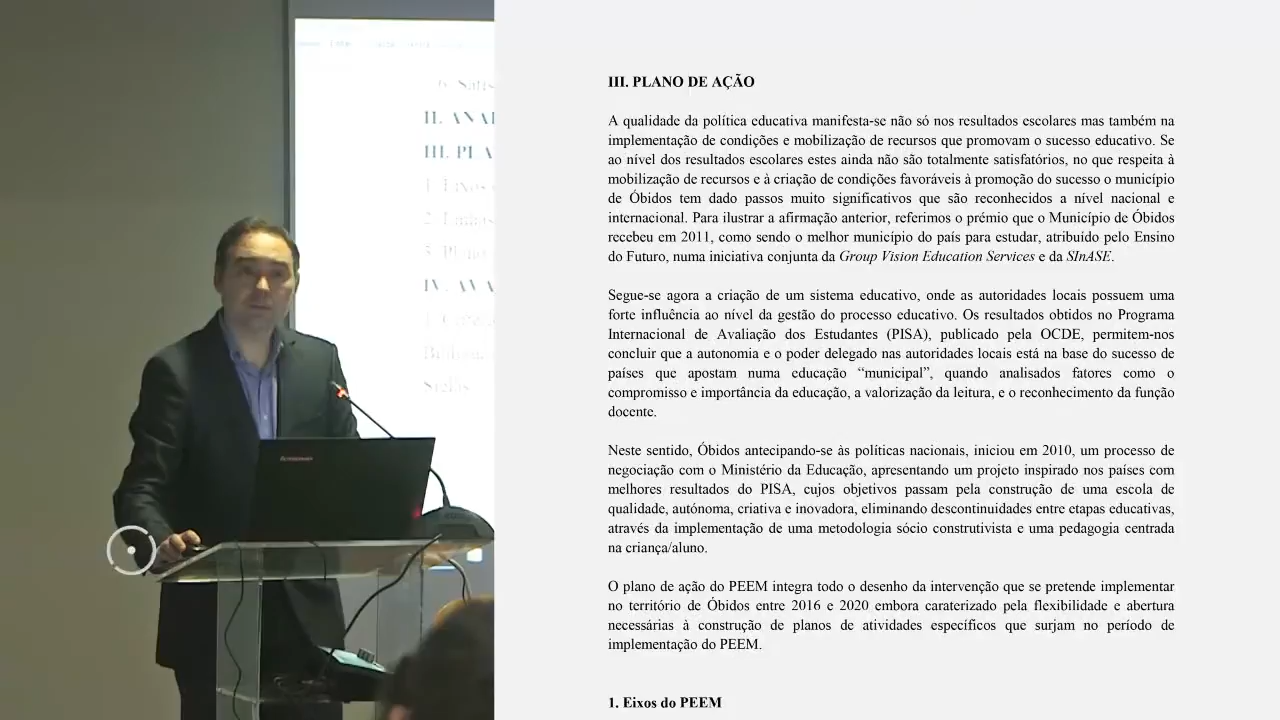 II. ANA
III. PLA
IV. AVA
Siglas
III. PLANO DE AÇÃO
A qualidade da política educativa manifesta-se não só nos resultados escolares mas também na
implementação de condições e mobilização de recursos que promovam o sucesso educativo. Se
ao nível dos resultados escolares estes ainda não são totalmente satisfatórios, no que respeita à
mobilização de recursos e à criação de condições favoráveis à promoção do sucesso o município
de Óbidos tem dado passos muito significativos que são reconhecidos a nível nacional e
internacional. Para ilustrar a afirmação anterior, referimos o prémio que o Município de Óbidos
recebeu em 2011, como sendo o melhor município do país para estudar, atribuído pelo Ensino
do Futuro, numa iniciativa conjunta da Group Vision Education Services e da SInASE.
Segue-se agora a criação de um sistema educativo, onde as autoridades locais possuem uma
forte influência ao nível da gestão do processo educativo. Os resultados obtidos no Programa
Internacional de Avaliação dos Estudantes (PISA), publicado pela OCDE, permitem-nos
concluir que a autonomia e o poder delegado nas autoridades locais está na base do sucesso de
países que apostam numa educação “municipal”, quando analisados fatores como o
compromisso e importância da educação, a valorização da leitura, e o reconhecimento da função
docente.
Neste sentido, Óbidos antecipando-se às políticas nacionais, iniciou em 2010, um processo de
negociação com o Ministério da Educação, apresentando um projeto inspirado nos países com
melhores resultados do PISA, cujos objetivos passam pela construção de uma escola de
qualidade, autónoma, criativa e inovadora, eliminando descontinuidades entre etapas educativas,
através da implementação de uma metodologia sócio construtivista e uma pedagogia centrada
na criança/aluno.
O plano de ação do PEEM integra todo o desenho da intervenção que se pretende implementar
no território de Óbidos entre 2016 e 2020 embora caraterizado pela flexibilidade e abertura
necessárias à construção de planos de atividades específicos que surjam no período de
implementação do PEEM.
1. Eixos do PEEM